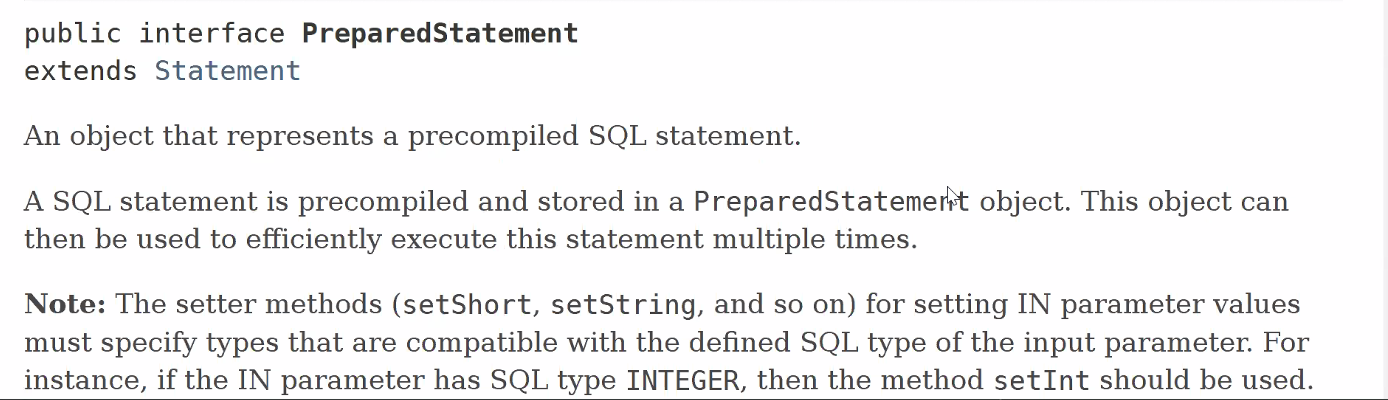 public interface PreparedStatement
extends Statement
An object that represents a precompiled SQL statement.
A SQL statement is precompiled and stored in a PreparedStatement object. This object can
then be used to efficiently execute this statement multiple times.
Note: The setter methods (setShort, setString, and so on) for setting IN parameter values
must specify types that are compatible with the defined SQL type of the input parameter. For
instance, if the IN parameter has SQL type INTEGER, then the method setInt should be used.